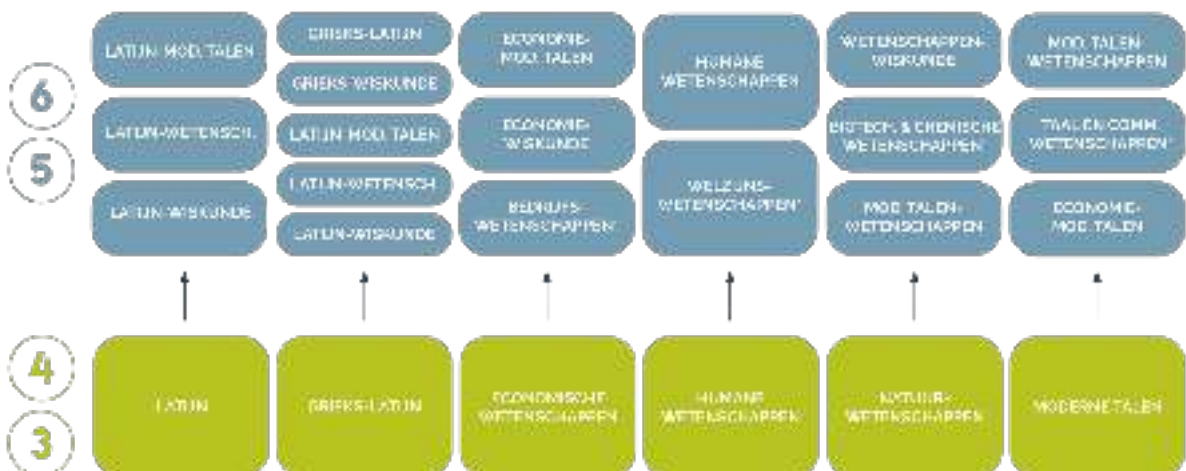 6
5
LATIJN-MOD. TALEN
LATIJN-WETENSCH.
LATIJN-WISKUNDE
GRIEKS-LATIJN
GRIEKS-WISKUNDE
LATIJN-MOD. TALEN
LATIJN-WETENSCH.
LATIJN-WISKUNDE
ECONOMIE-
MOD. TALEN
ECONOMIE-
WISKUNDE
BEDRIJFS-
WETENSCHAPPEN*
HUMANE
WETENSCHAPPEN
WELZIJNS-
WETENSCHAPPEN*
WETENSCHAPPEN-
WISKUNDE
BIOTECH. & CHEMISCHE
WETENSCHAPPEN*
MOD. TALEN-
WETENSCHAPPEN
MOD. TALEN-
WETENSCHAPPEN
TAAL EN COMM.
WETENSCHAPPEN*
ECONOMIE-
MOD. TALEN
4
3
LATIJN
GRIEKS-LATIJN
ECONOMISCHE
WETENSCHAPPEN
HUMANE
WETENSCHAPPEN
NATUUR-
WETENSCHAPPEN
MODERNE TALEN